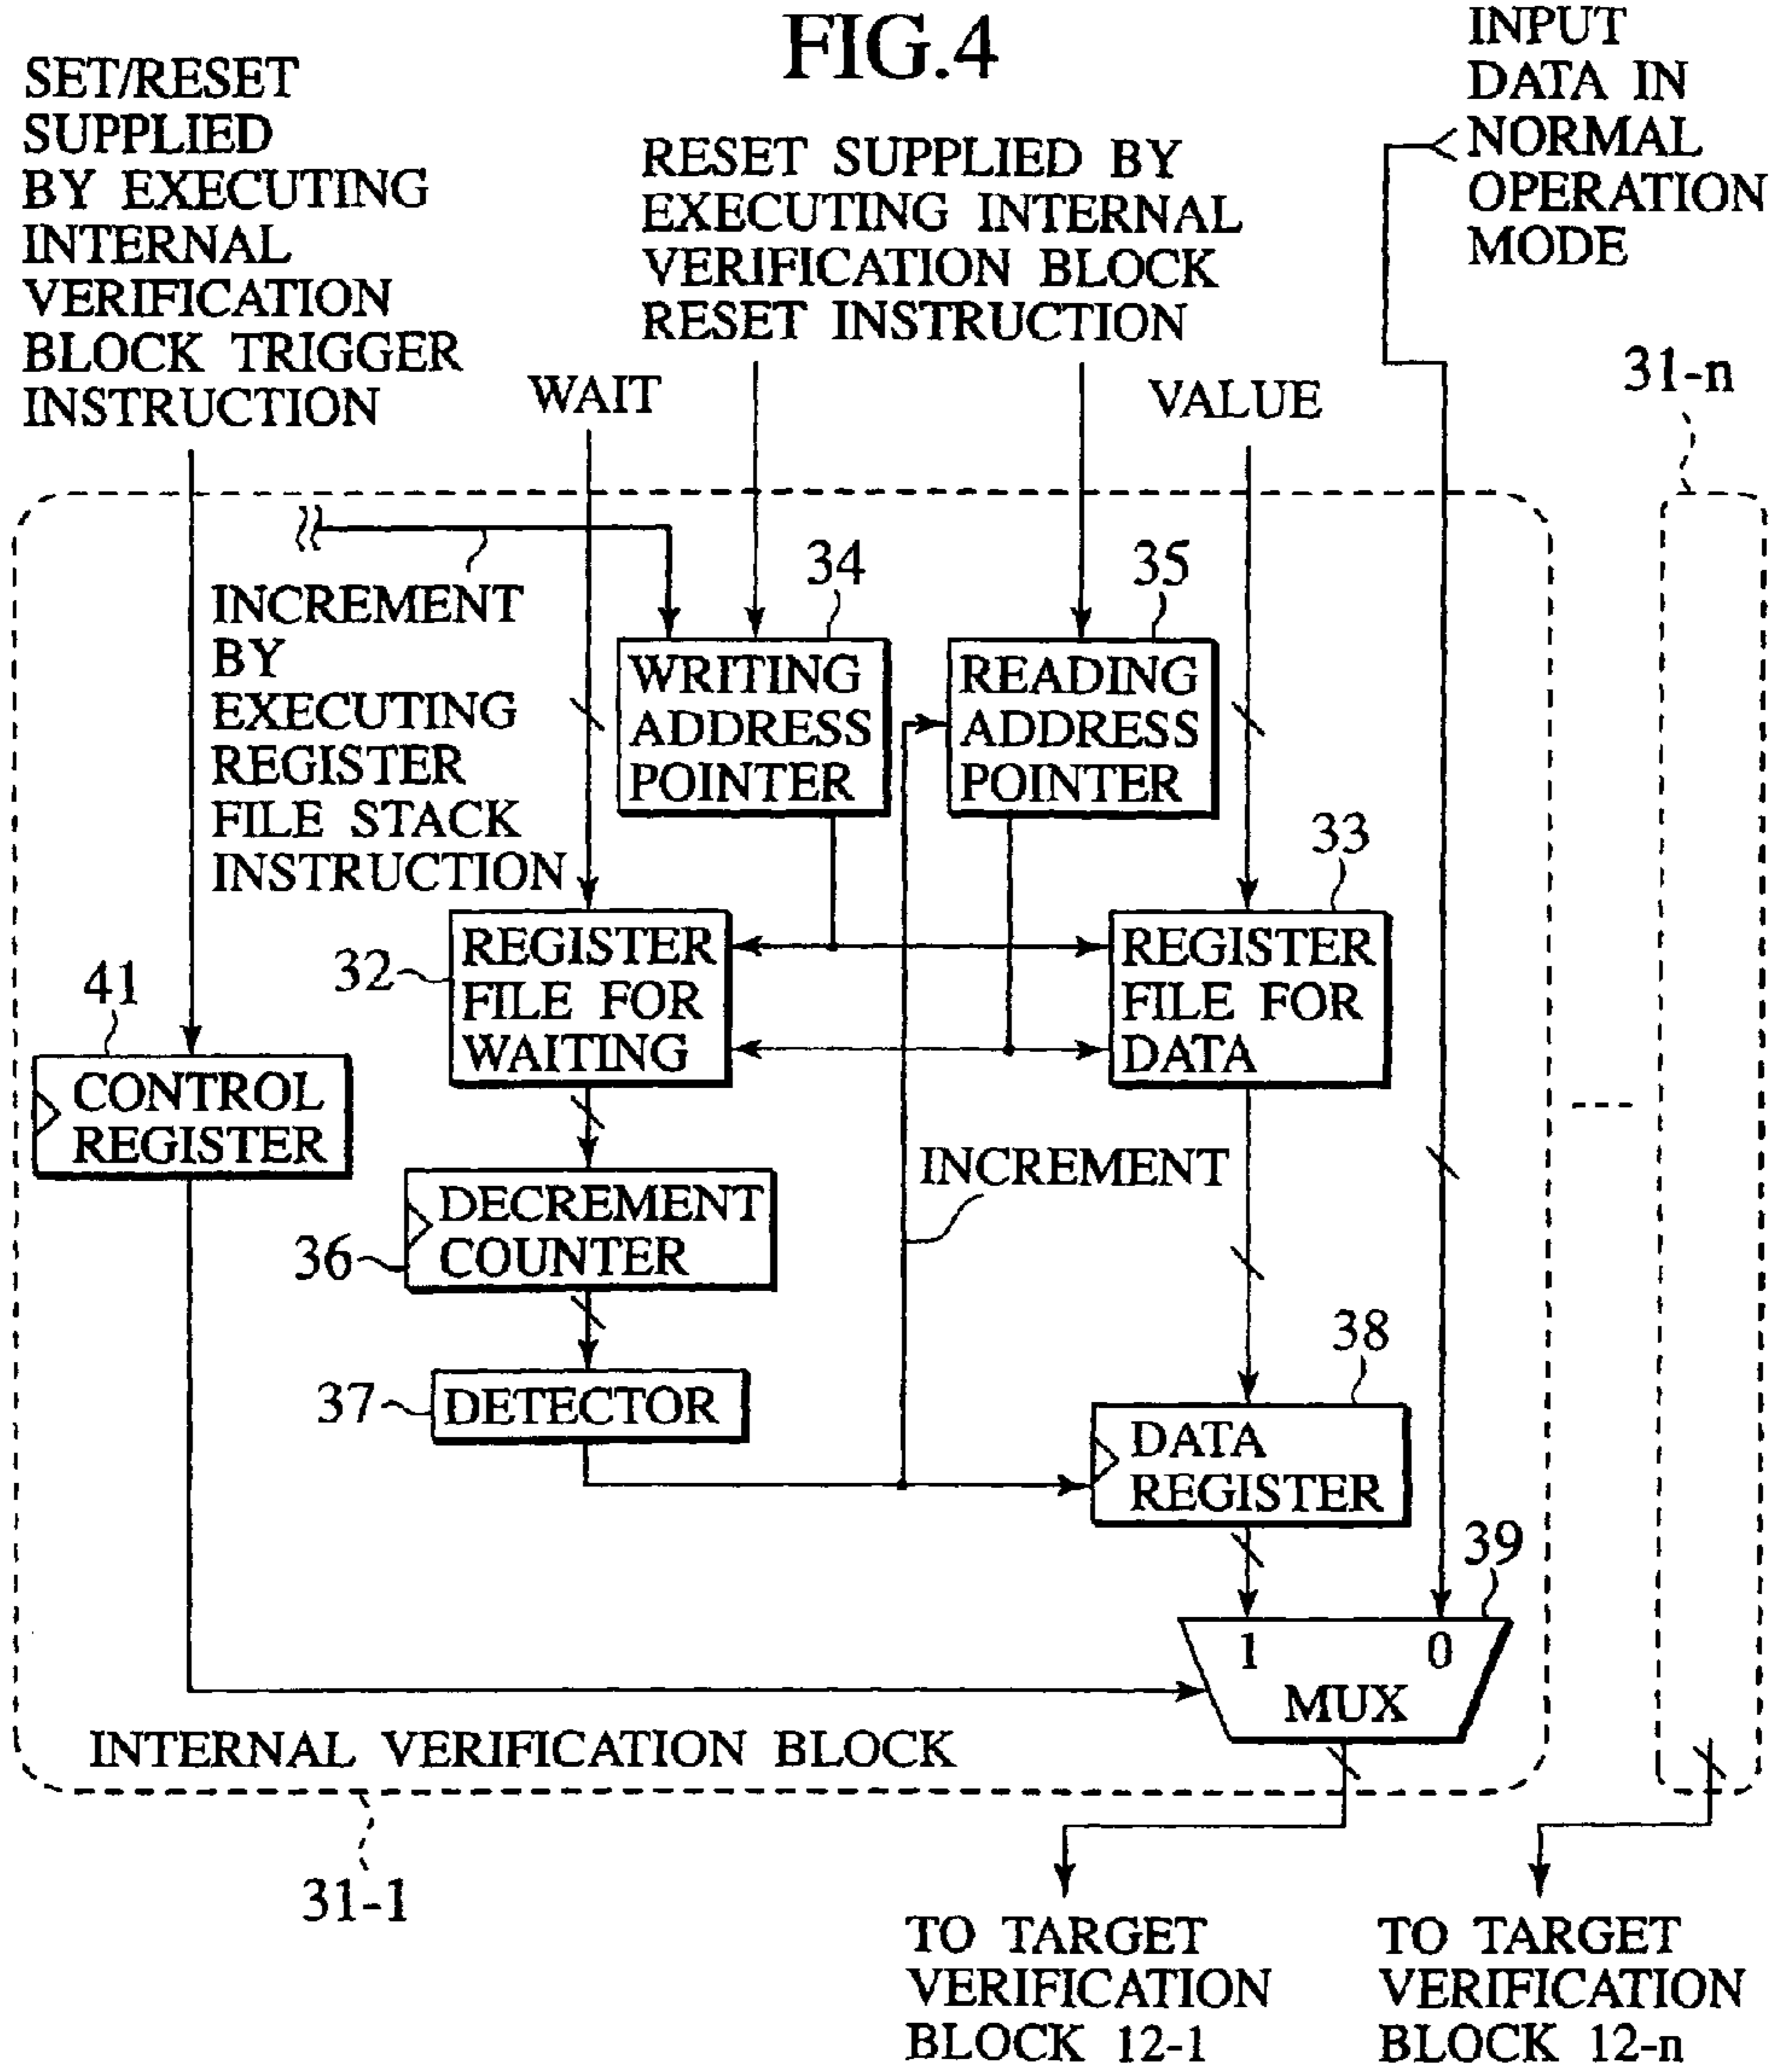 FIG.4
SET/RESET
SUPPLIED
BY EXECUTING
INTERNAL
VERIFICATION
BLOCK TRIGGER
INSTRUCTION
WAIT
RESET SUPPLIED BY
EXECUTING INTERNAL
VERIFICATION BLOCK
RESET INSTRUCTION
VALUE
INPUT
DATA IN
NORMAL
OPERATION
MODE
31-n
INCREMENT
BY
EXECUTING
REGISTER
FILE STACK
INSTRUCTION
34
WRITING
ADDRESS
POINTER
35
READING
ADDRESS
POINTER
32
REGISTER
FILE FOR
WAITING
33
REGISTER
FILE FOR
DATA
41
CONTROL
REGISTER
36
DECREMENT
COUNTER
INCREMENT
37
DETECTOR
38
DATA
REGISTER
39
1 0
MUX
INTERNAL VERIFICATION BLOCK
31-1
TO TARGET
VERIFICATION
BLOCK 12-1
TO TARGET
VERIFICATION
BLOCK 12-n